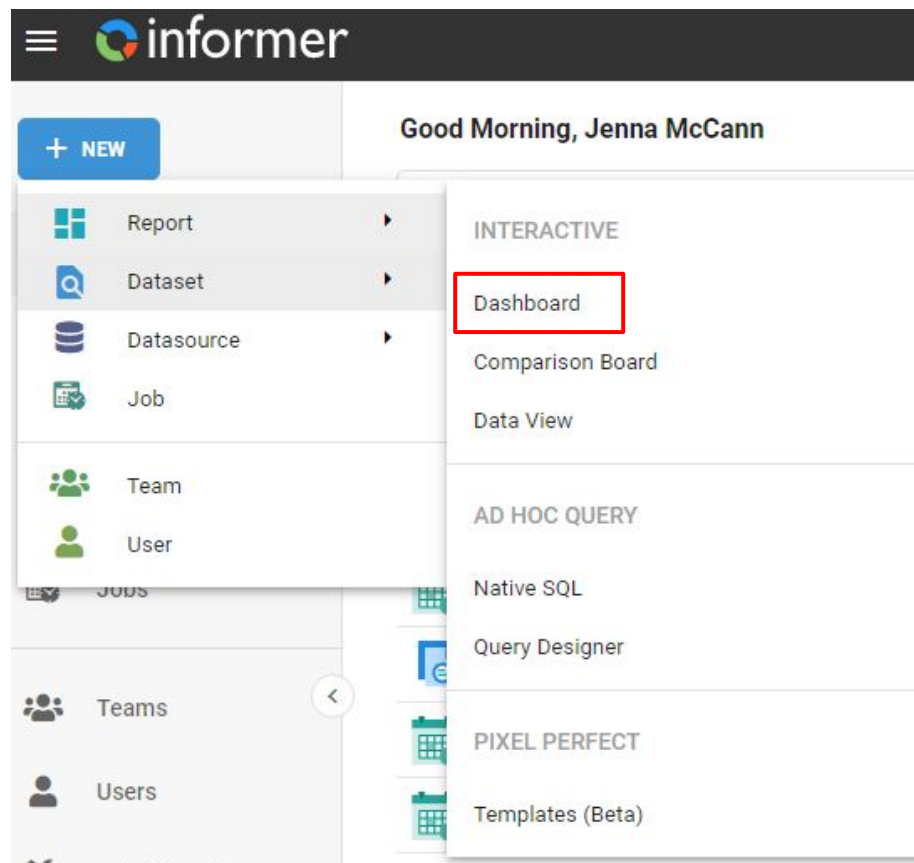 informer
+ NEW
Good Morning, Jenna McCann
Report
Dataset
Datasource
Job
Team
User
INTERACTIVE
Dashboard
Comparison Board
Data View
AD HOC QUERY
Native SQL
Query Designer
PIXEL PERFECT
Templates (Beta)
Jobs
Teams
Users